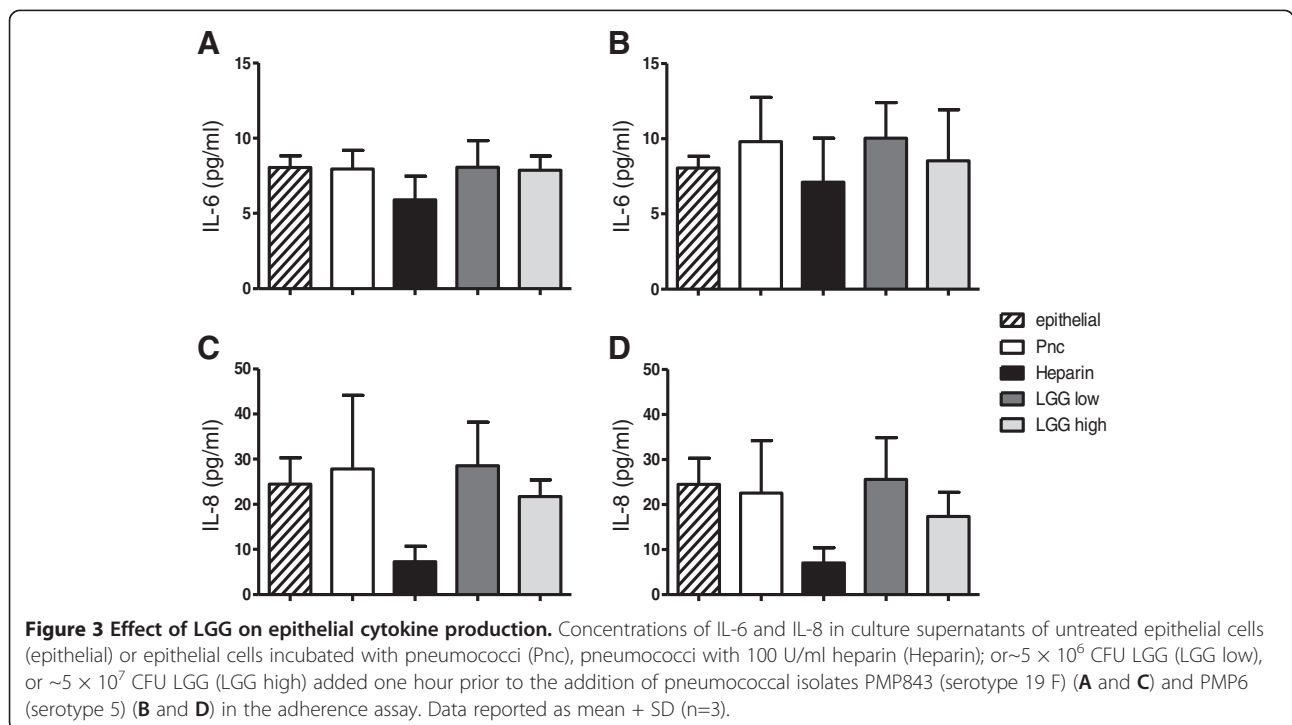 A
B
15
10
5
0
IL-6 (pg/ml)
15
10
5
0
IL-6 (pg/ml)
epithelial
Pnc
Heparin
LGG low
LGG high
C
D
50
40
30
20
10
0
IL-8 (pg/ml)
50
40
30
20
10
0
IL-8 (pg/ml)
Figure 3 Effect of LGG on epithelial cytokine production. Concentrations of IL-6 and IL-8 in culture supernatants of untreated epithelial cells
(epithelial) or epithelial cells incubated with pneumococci (Pnc), pneumococci with 100 U/ml heparin (Heparin); or~5 × 10⁶ CFU LGG (LGG low),
or ~5 × 10⁷ CFU LGG (LGG high) added one hour prior to the addition of pneumococcal isolates PMP843 (serotype 19 F) (A and C) and PMP6
(serotype 5) (B and D) in the adherence assay. Data reported as mean + SD (n=3).